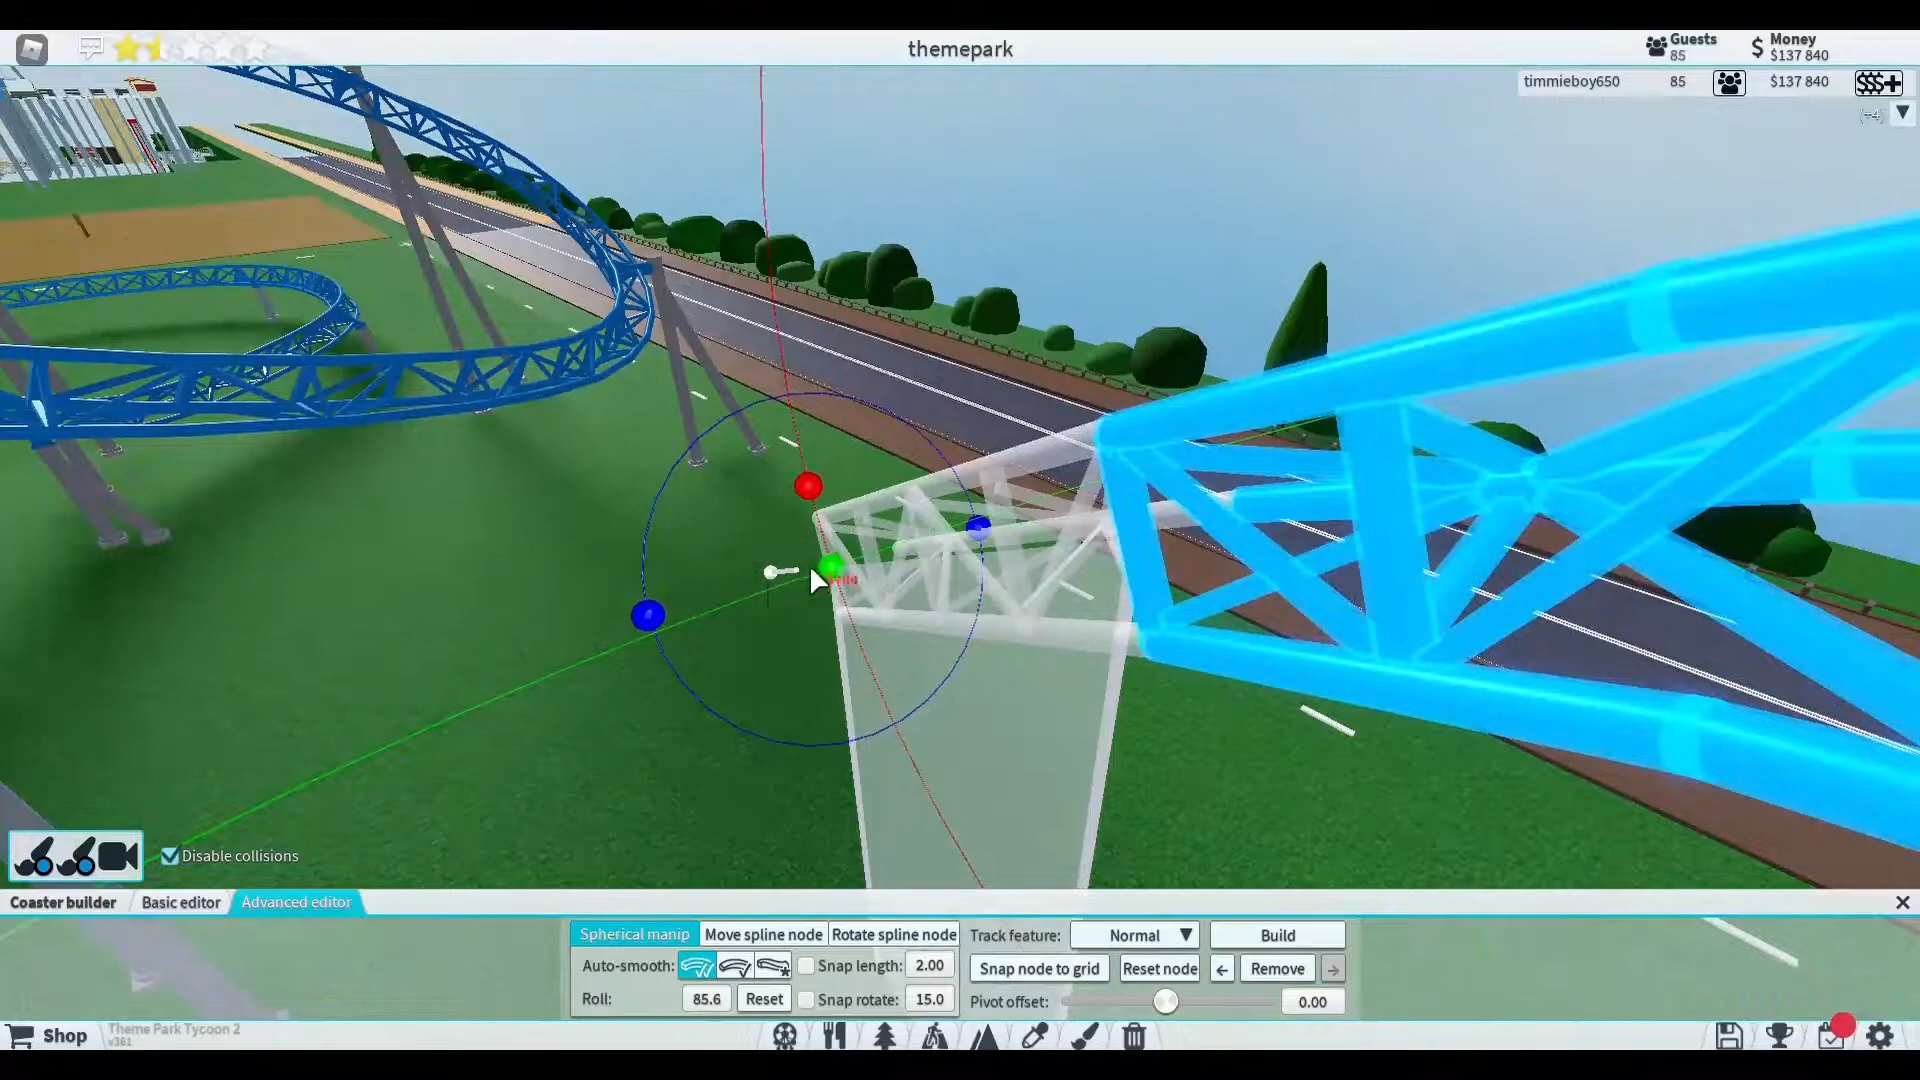 themepark
Guests
85
Money
$137 840
timmieboy650 85 $137 840 $$$+
(−4)
Disable collisions
Coaster builder Basic editor Advanced editor
Spherical manip Move spline node Rotate spline node Track feature: Normal Build
Auto-smooth: Snap length: 2.00 Snap node to grid Reset node ← Remove →
Roll: 85.6 Reset Snap rotate: 15.0 Pivot offset: 0.00
Shop
Theme Park Tycoon 2
v361